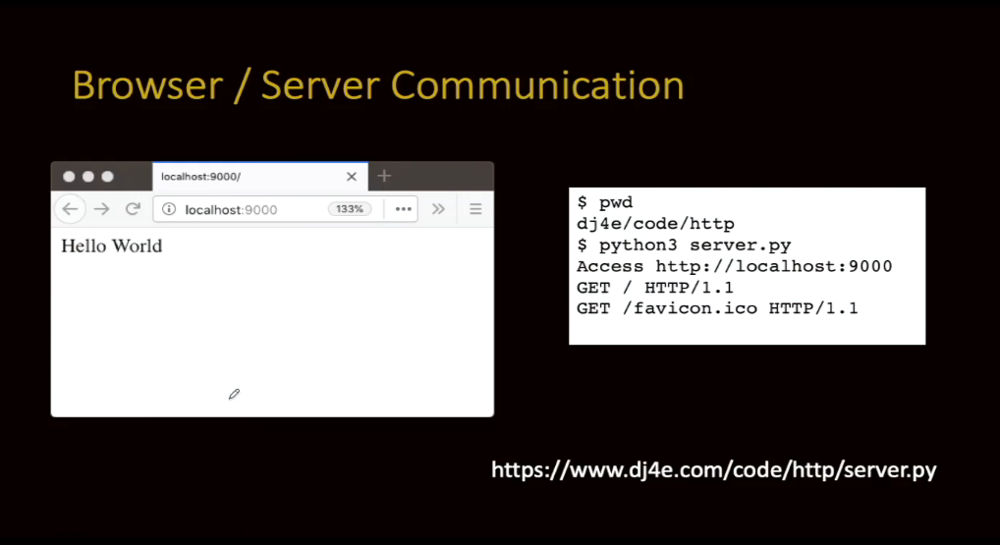 Browser / Server Communication
localhost:9000/
localhost:9000 133%
Hello World
$ pwd
dj4e/code/http
$ python3 server.py
Access http://localhost:9000
GET / HTTP/1.1
GET /favicon.ico HTTP/1.1
https://www.dj4e.com/code/http/server.py